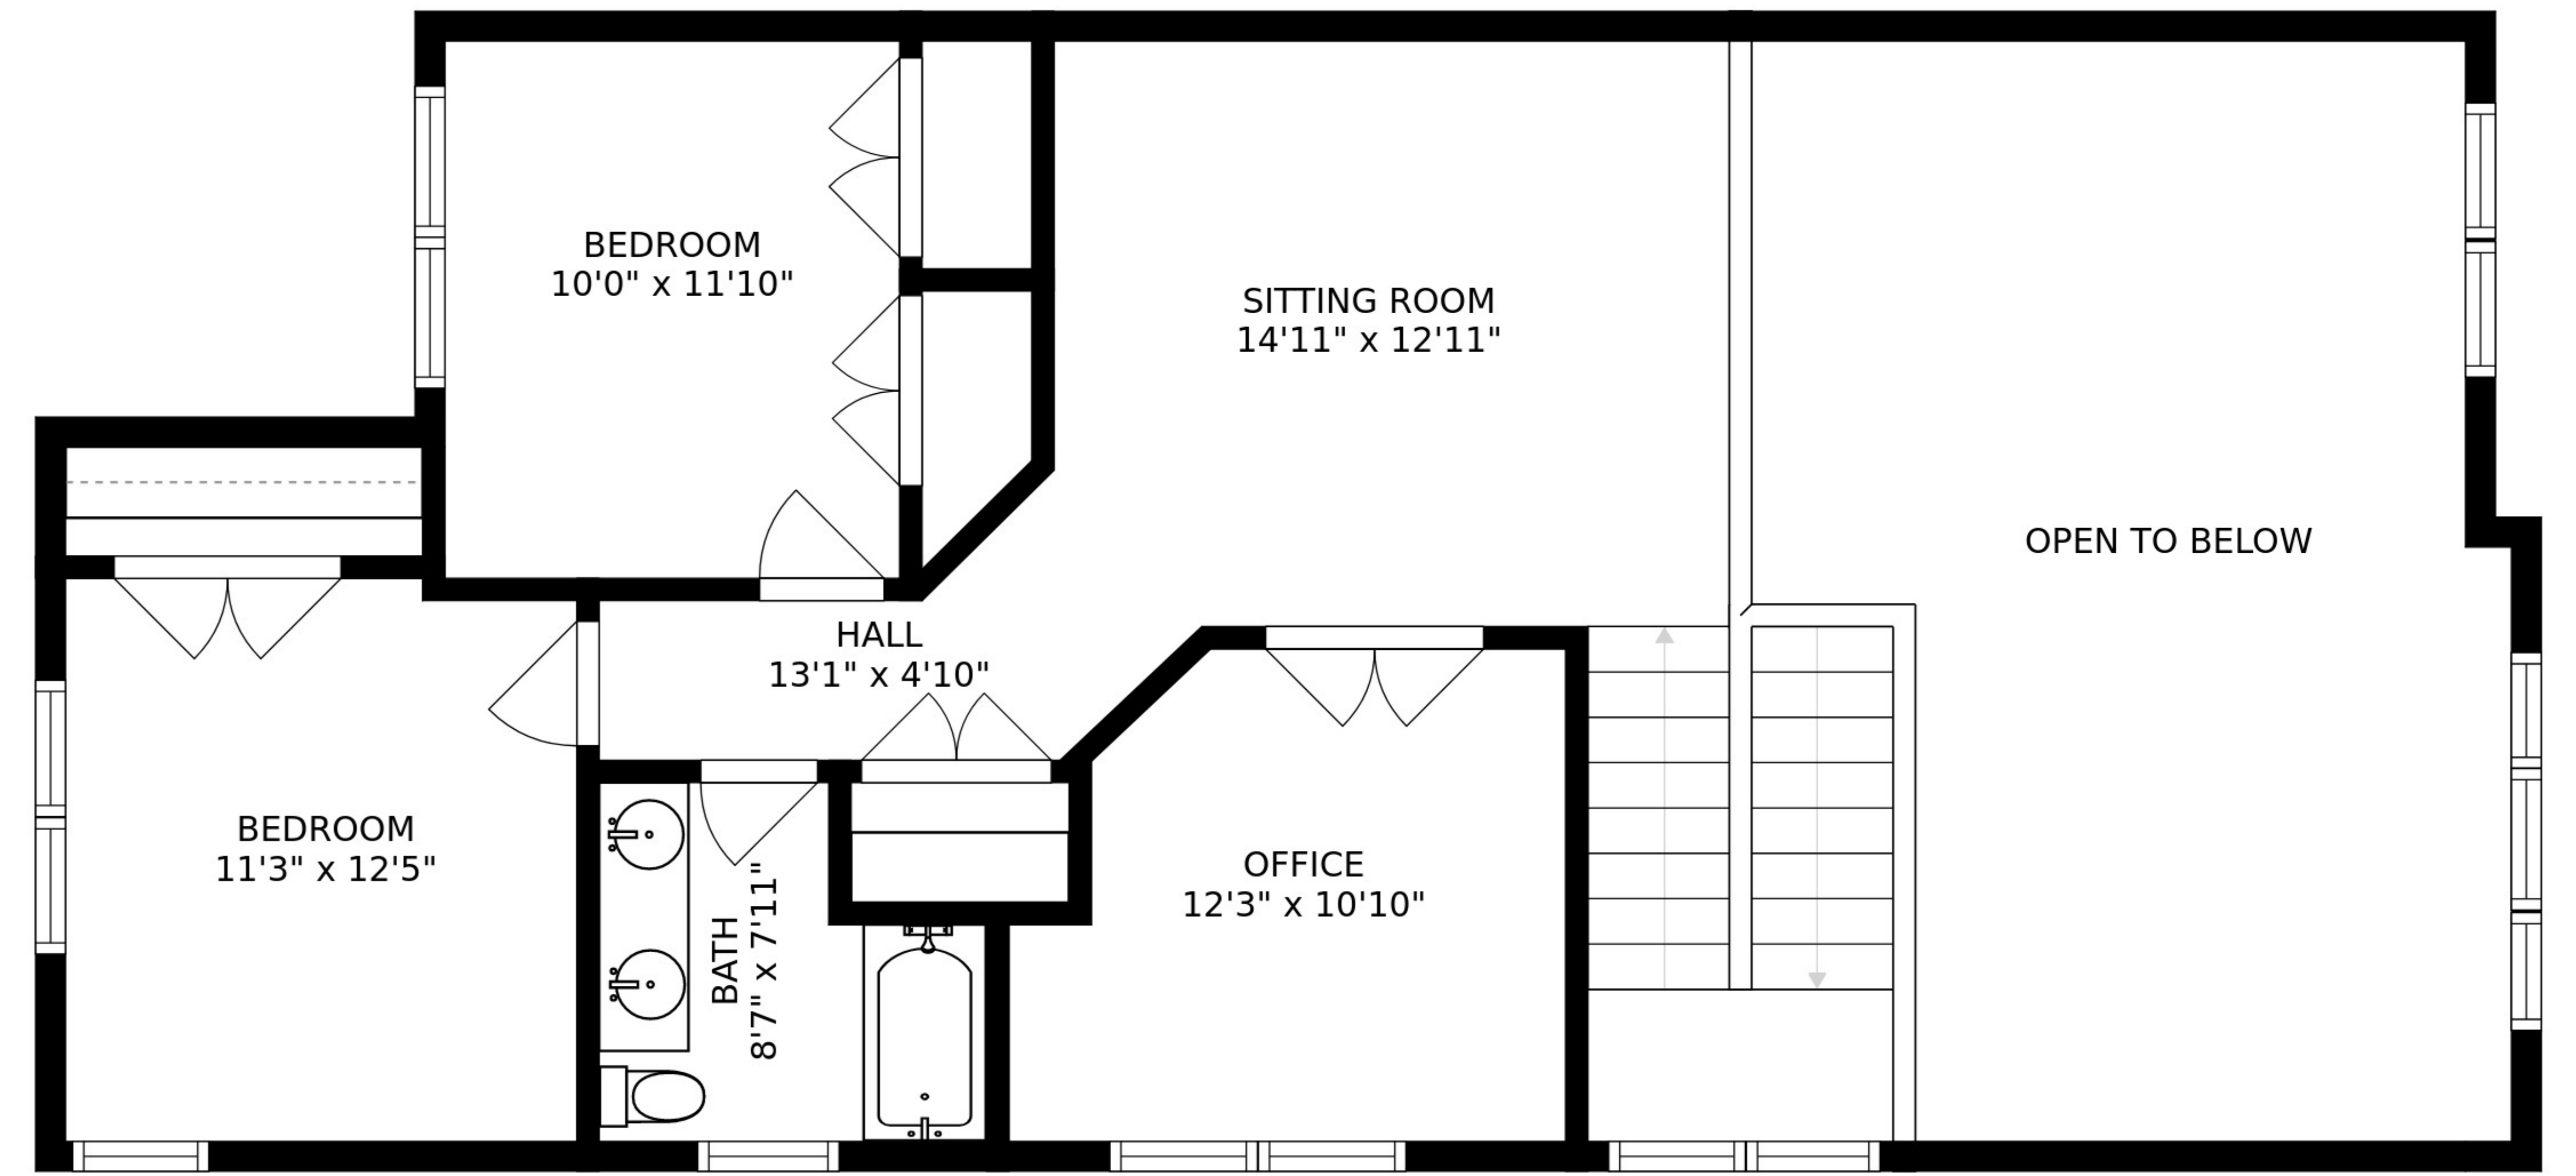 BEDROOM
10'0" x 11'10"
SITTING ROOM
14'11" x 12'11"
OPEN TO BELOW
HALL
13'1" x 4'10"
BEDROOM
11'3" x 12'5"
BATH
8'7" x 7'11"
OFFICE
12'3" x 10'10"